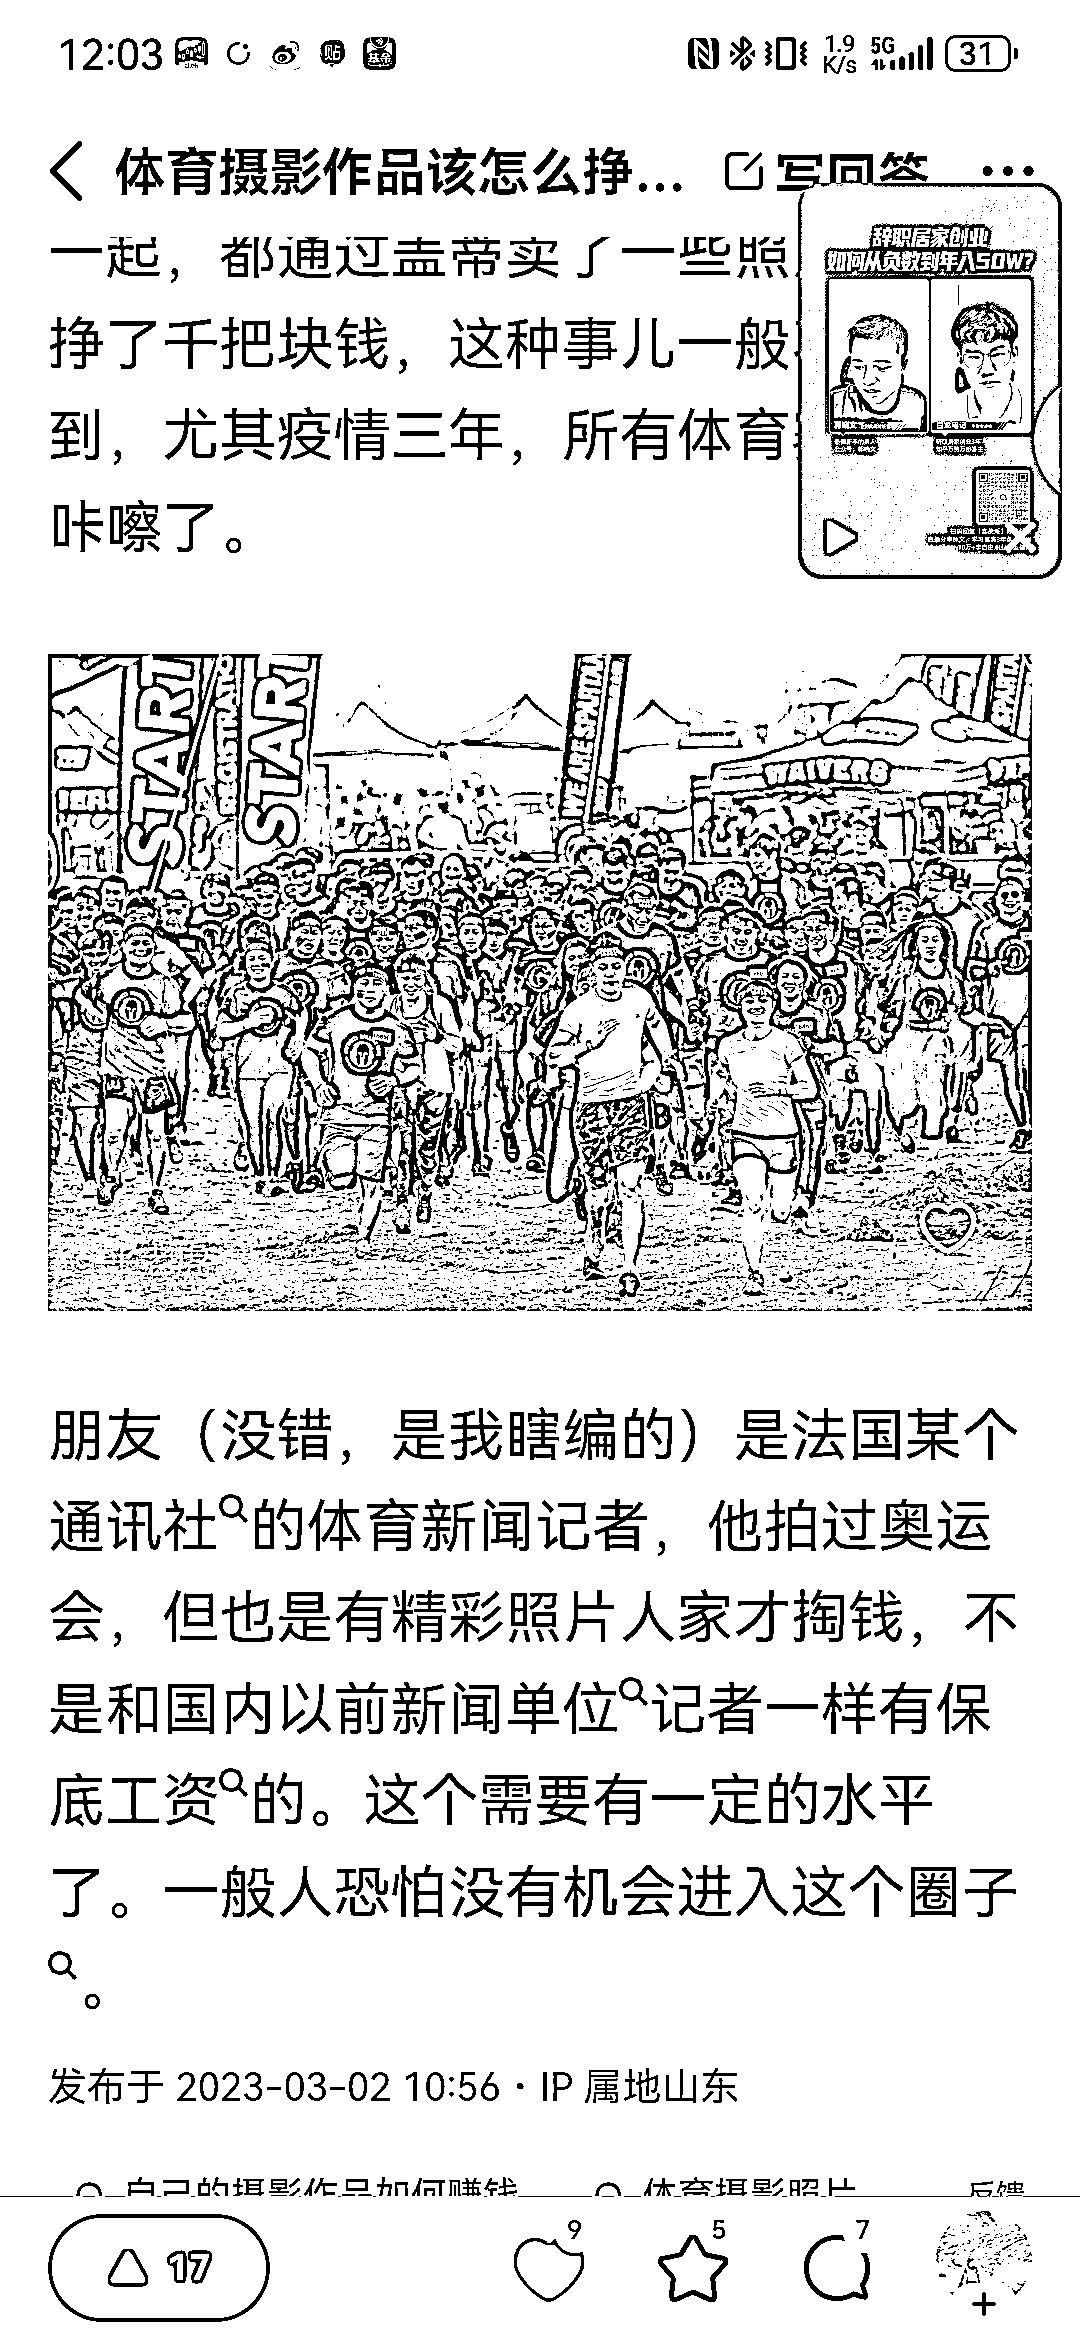 12:03
1.9 K/s 5G 31
体育摄影作品该怎么挣... 写回答
一起，都通过盖蒂卖了一些照
挣了千把块钱，这种事儿一般
到，尤其疫情三年，所有体育
咔嚓了。
辞职居家创业
如何从负数到年入50W?
START
START
WE ARE SPARTA
WAIVERS
朋友（没错，是我瞎编的）是法国某个
通讯社的体育新闻记者，他拍过奥运
会，但也是有精彩照片人家才掏钱，不
是和国内以前新闻单位记者一样有保
底工资的。这个需要有一定的水平
了。一般人恐怕没有机会进入这个圈子
。
发布于 2023-03-02 10:56 · IP 属地山东
自己的摄影作品如何赚钱 体育摄影照片 反馈
17 9 5 7